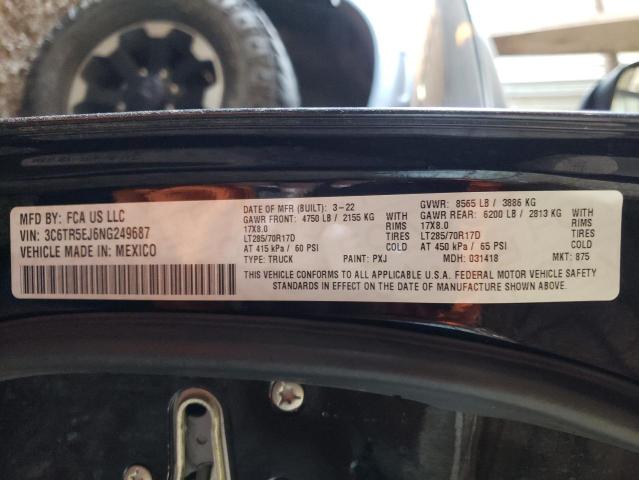 MFD BY: FCA US LLC
VIN: 3C6TR5EJ6NG249687
VEHICLE MADE IN: MEXICO
DATE OF MFR (BUILT): 3-22
GAWR FRONT: 4750 LB / 2155 KG WITH
17X8.0 RIMS
LT285/70R17D TIRES
AT 415 kPa / 60 PSI COLD
TYPE: TRUCK PAINT: PXJ
GVWR: 8565 LB / 3886 KG
GAWR REAR: 6200 LB / 2813 KG WITH
17X8.0 RIMS
LT285/70R17D TIRES
AT 450 kPa / 65 PSI COLD
MDH: 031418 MKT: 875
THIS VEHICLE CONFORMS TO ALL APPLICABLE U.S.A. FEDERAL MOTOR VEHICLE SAFETY
STANDARDS IN EFFECT ON THE DATE OF MANUFACTURE SHOWN ABOVE.